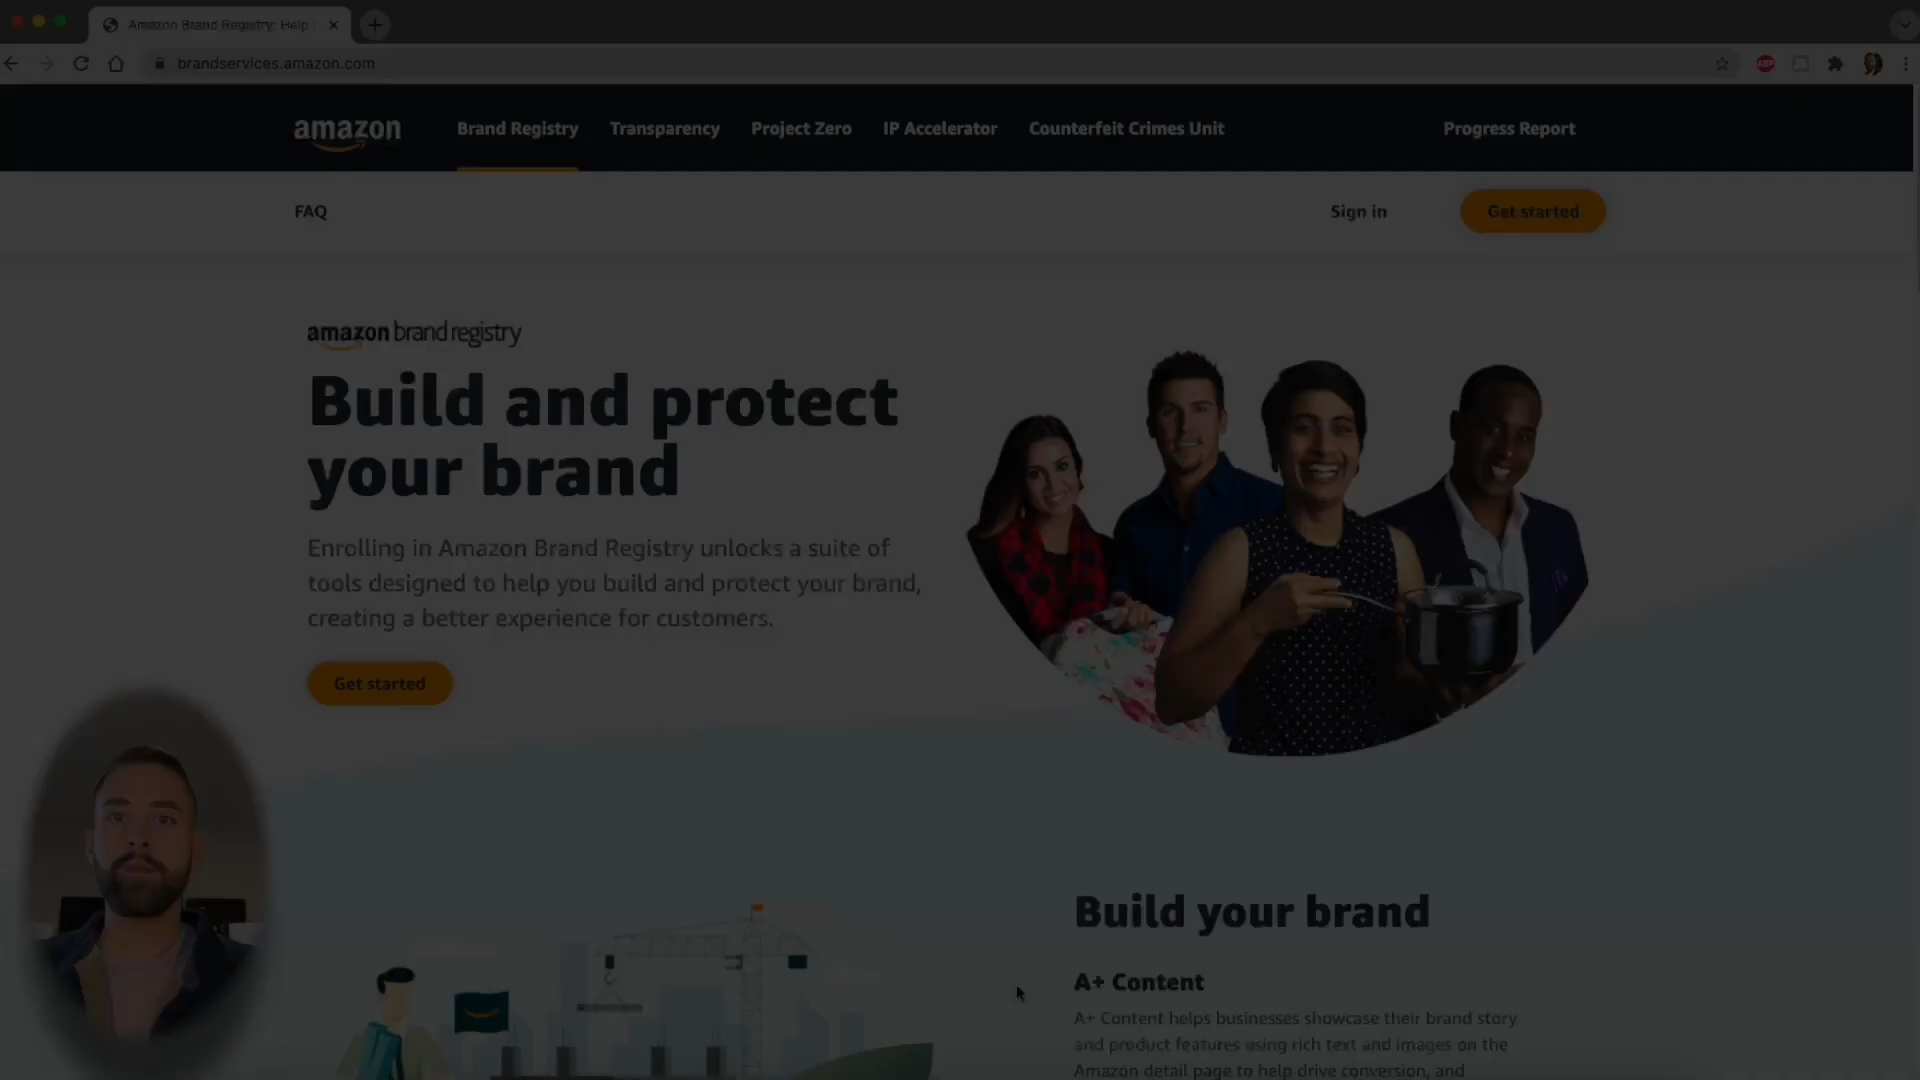 Amazon Brand Registry: Help
brandservices.amazon.com
ABP
amazon
Brand Registry
Transparency
Project Zero
IP Accelerator
Counterfeit Crimes Unit
Progress Report
FAQ
Sign in
Get started
amazon brand registry
Build and protect
your brand
Enrolling in Amazon Brand Registry unlocks a suite of
tools designed to help you build and protect your brand,
creating a better experience for customers.
Get started
Build your brand
A+ Content
A+ Content helps businesses showcase their brand story
and product features using rich text and images on the
Amazon detail page to help drive conversion, and